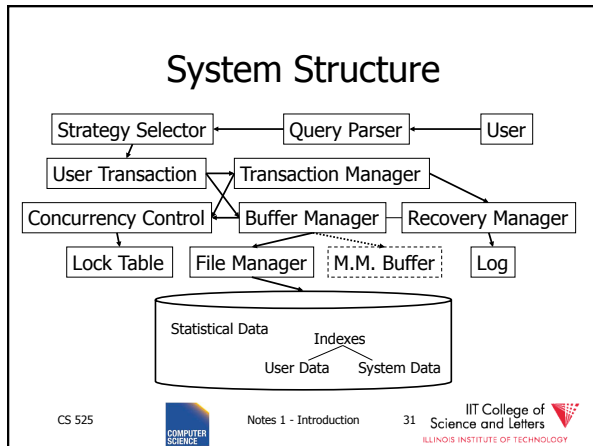 System Structure
Strategy Selector Query Parser User
User Transaction Transaction Manager
Concurrency Control Buffer Manager Recovery Manager
Lock Table File Manager M.M. Buffer Log
Statistical Data
Indexes
User Data System Data
CS 525
COMPUTER
SCIENCE
Notes 1 - Introduction
31
IIT College of
Science and Letters
ILLINOIS INSTITUTE OF TECHNOLOGY